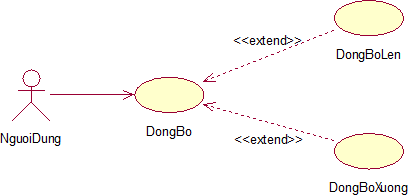 <<extend>>
DongBoLen
NguoiDung
DongBo
<<extend>>
DongBoXuong